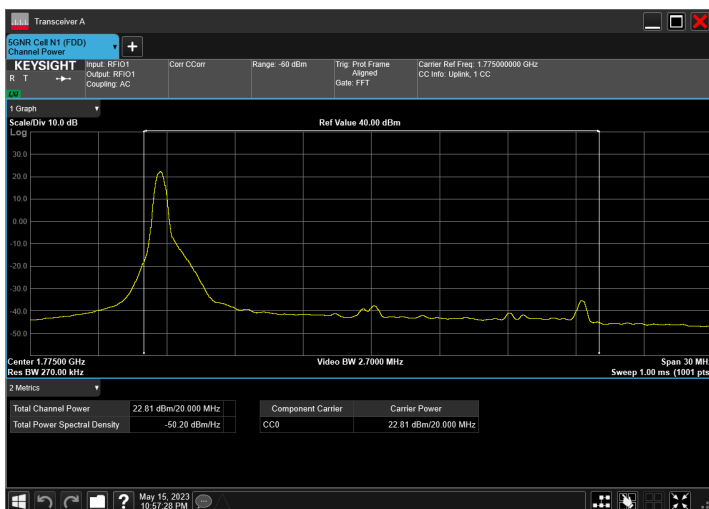 Transceiver A
5GNR Cell N1 (FDD)
Channel Power
KEYSIGHT
R T
LXI
Input: RFIO1
Output: RFIO1
Coupling: AC
Corr CCorr
Range: -60 dBm
Trig: Prot Frame
Aligned
Gate: FFT
Carrier Ref Freq: 1.775000000 GHz
CC Info: Uplink, 1 CC
1 Graph
Scale/Div 10.0 dB
Ref Value 40.00 dBm
Log
30.0
20.0
10.0
0.00
-10.0
-20.0
-30.0
-40.0
-50.0
Center 1.77500 GHz
Video BW 2.7000 MHz
Span 30 MH
Res BW 270.00 kHz
Sweep 1.00 ms (1001 pts
2 Metrics
Total Channel Power 22.81 dBm/20.000 MHz
Total Power Spectral Density -50.20 dBm/Hz
Component Carrier Carrier Power
CC0 22.81 dBm/20.000 MHz
May 15, 2023
10:57:28 PM